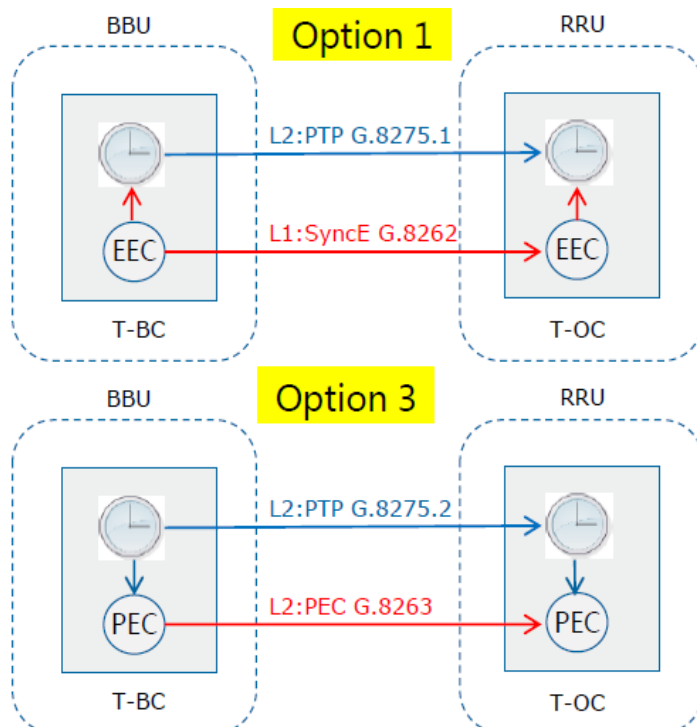 BBU
Option 1
RRU
L2:PTP G.8275.1
EEC
L1:SyncE G.8262
EEC
T-BC
T-OC
BBU
Option 3
RRU
L2:PTP G.8275.2
PEC
L2:PEC G.8263
PEC
T-BC
T-OC